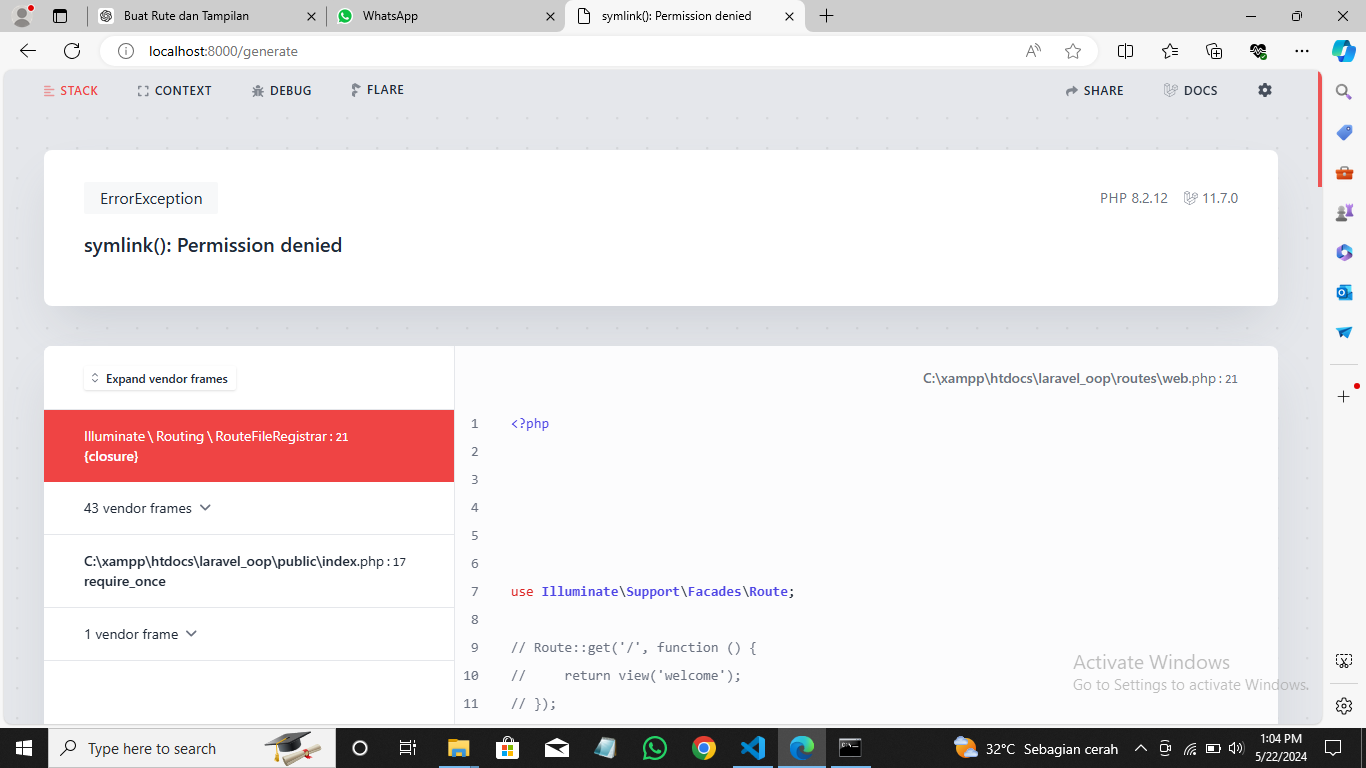 Buat Rute dan Tampilan
WhatsApp
symlink(): Permission denied
localhost:8000/generate
STACK
CONTEXT
DEBUG
FLARE
SHARE
DOCS
ErrorException
PHP 8.2.12
11.7.0
symlink(): Permission denied
Expand vendor frames
C:\xampp\htdocs\laravel_oop\routes\web.php : 21
Illuminate \ Routing \ RouteFileRegistrar : 21
{closure}
43 vendor frames
C:\xampp\htdocs\laravel_oop\public\index.php : 17
require_once
1 vendor frame
1 <?php
2
3
4
5
6
7 use Illuminate\Support\Facades\Route;
8
9 // Route::get('/', function () {
10 //     return view('welcome');
11 // });
Activate Windows
Go to Settings to activate Windows.
Type here to search
32°C Sebagian cerah
1:04 PM
5/22/2024